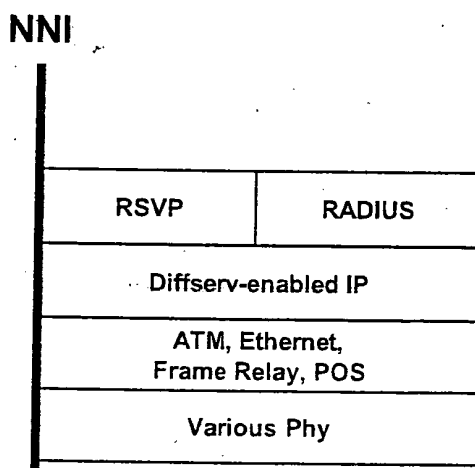 NNI
RSVP RADIUS
Diffserv-enabled IP
ATM, Ethernet,
Frame Relay, POS
Various Phy